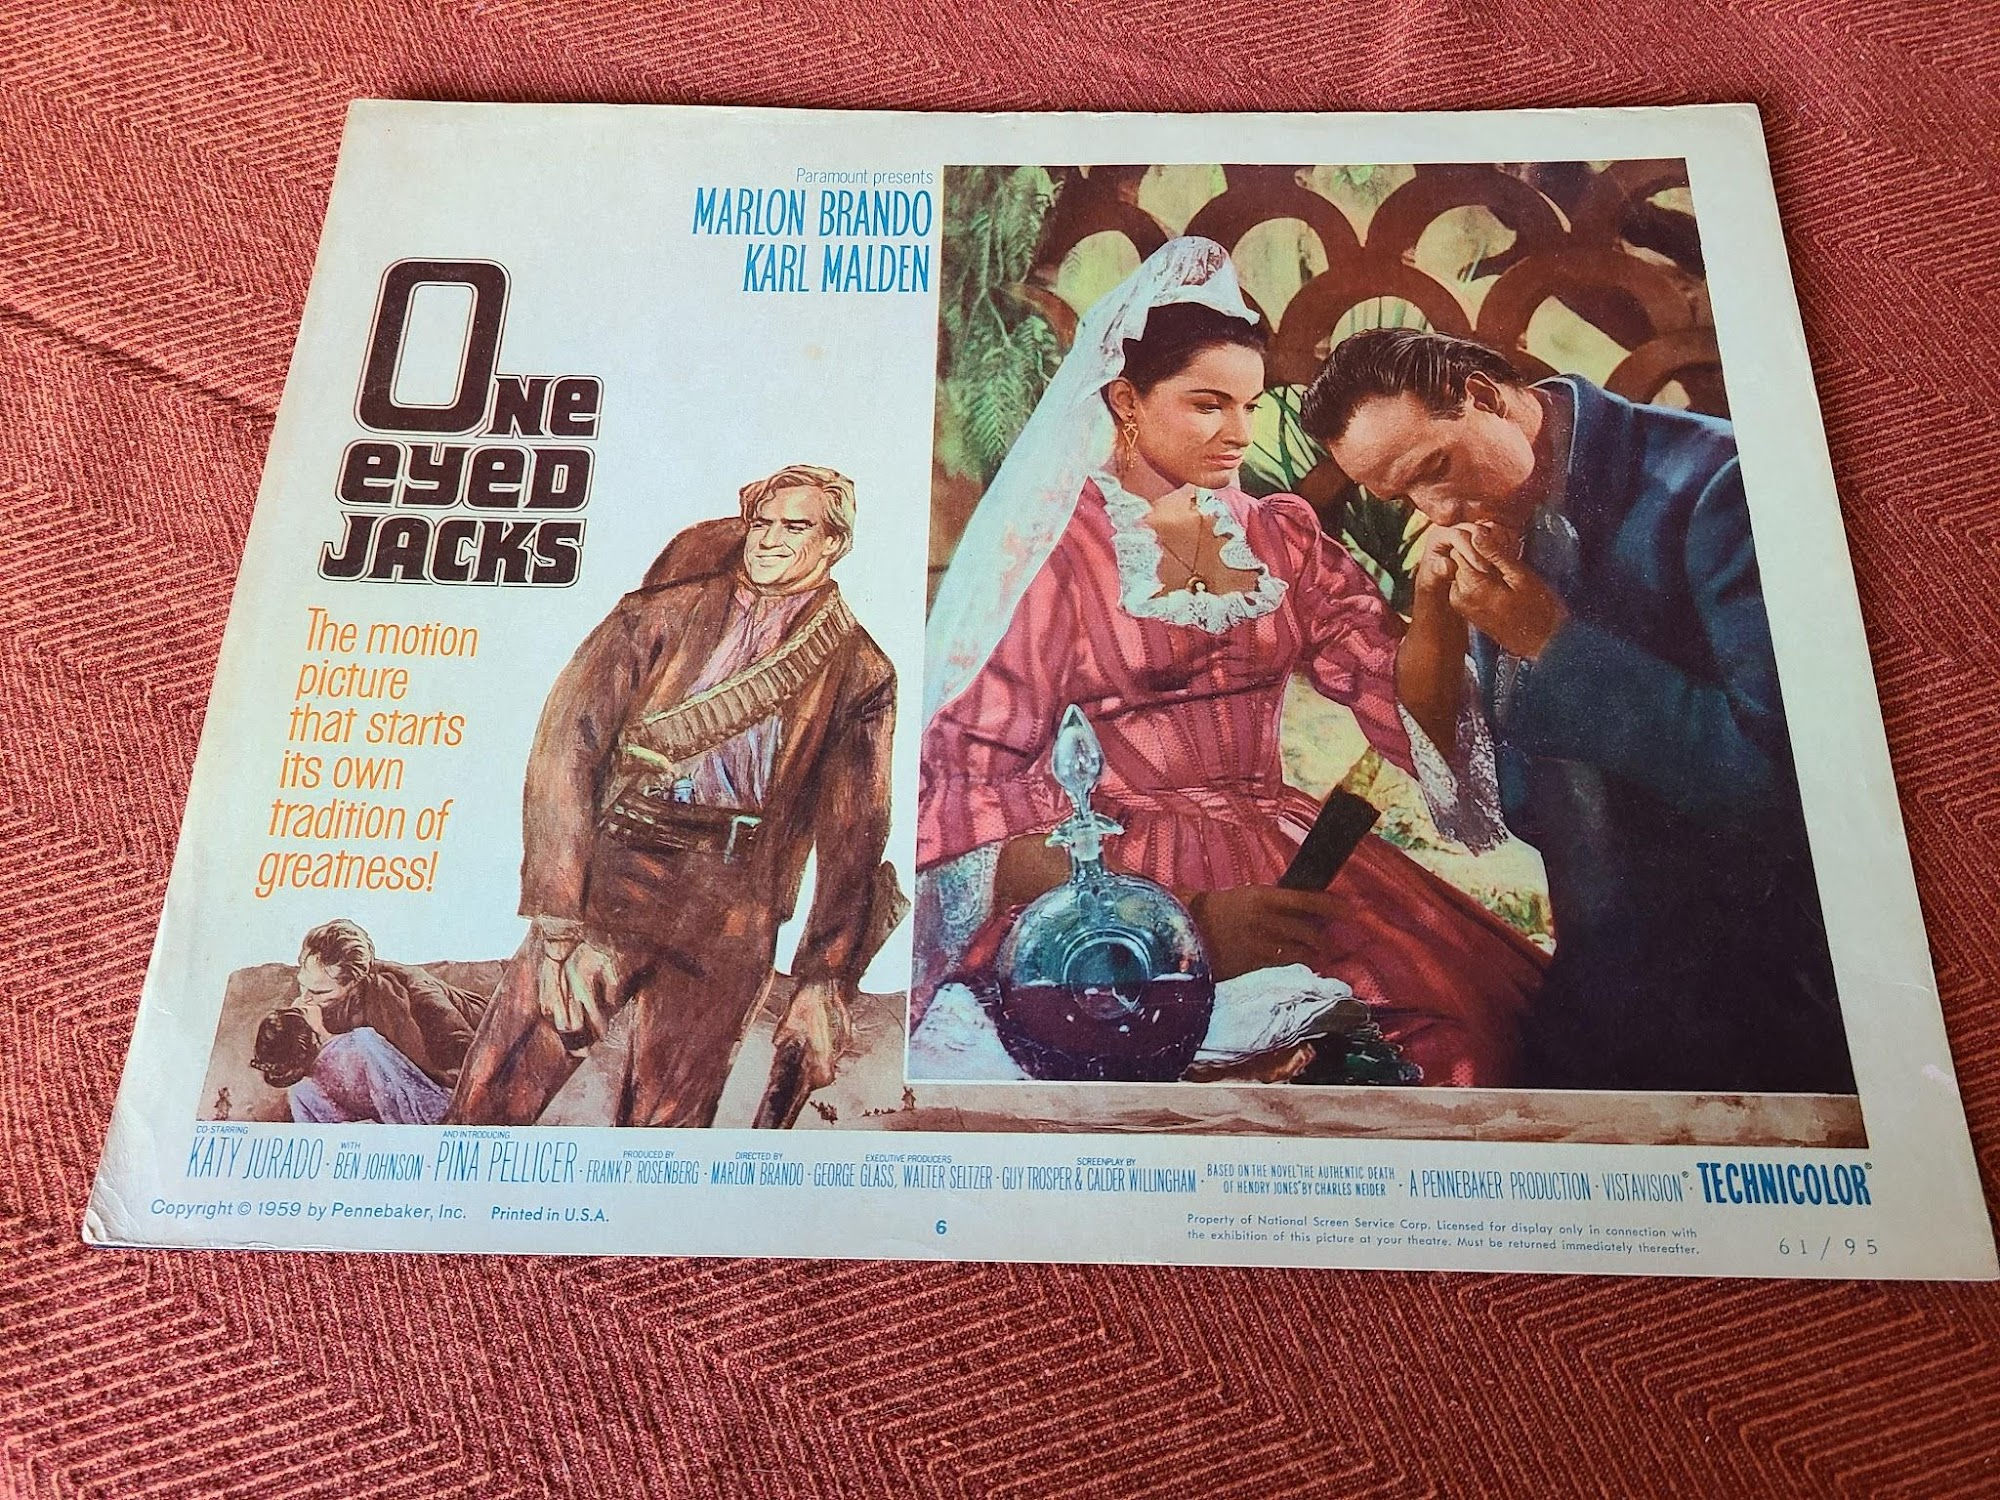 Paramount presents
MARLON BRANDO
KARL MALDEN
ONE
EYED
JACKS
The motion
picture
that starts
its own
tradition of
greatness!
CO-STARRING KATY JURADO · WITH BEN JOHNSON · AND INTRODUCING PINA PELLICER · PRODUCED BY FRANK P. ROSENBERG · DIRECTED BY MARLON BRANDO · EXECUTIVE PRODUCERS GEORGE GLASS, WALTER SELTZER · SCREENPLAY BY GUY TROSPER & CALDER WILLINGHAM · BASED ON THE NOVEL "THE AUTHENTIC DEATH OF HENDRY JONES" BY CHARLES NEIDER · A PENNEBAKER PRODUCTION · VISTAVISION® · TECHNICOLOR®
Copyright © 1959 by Pennebaker, Inc. Printed in U.S.A.
6
Property of National Screen Service Corp. Licensed for display only in connection with
the exhibition of this picture at your theatre. Must be returned immediately thereafter.
61/95